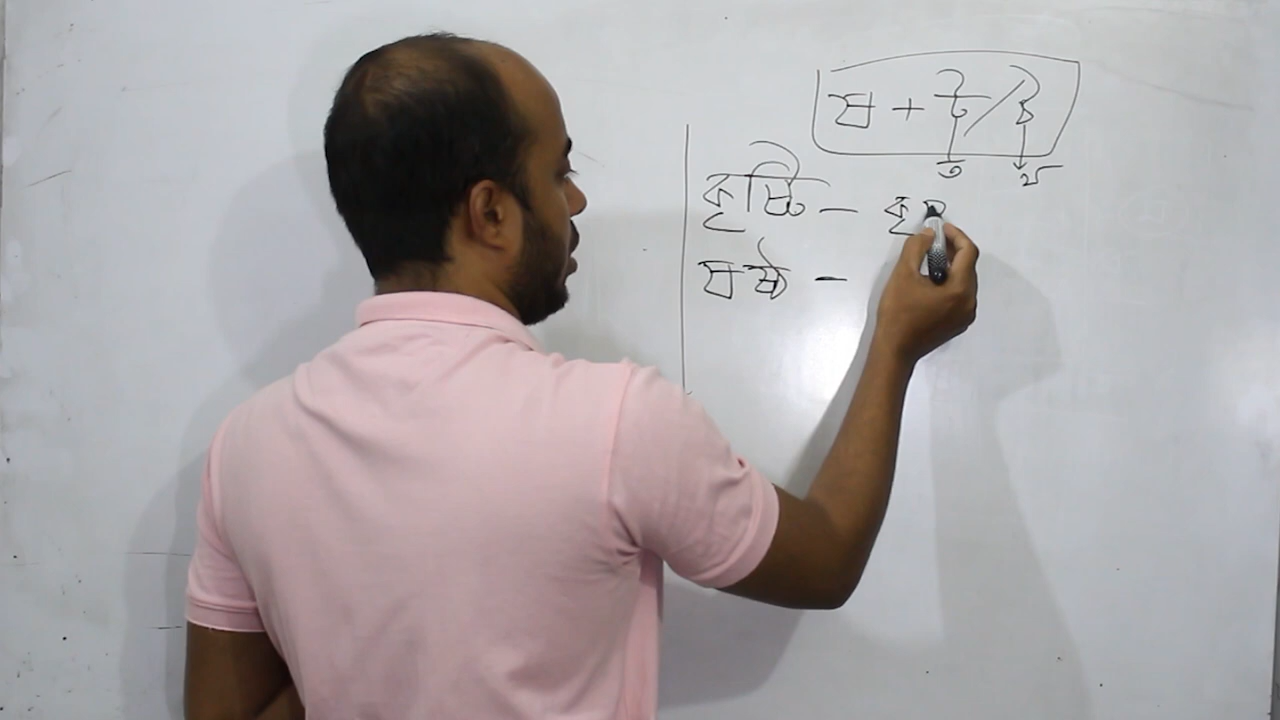 ষ + ট / ঠ
ত থ
কৃষ্টি - কৃষ
ষষ্ঠ -